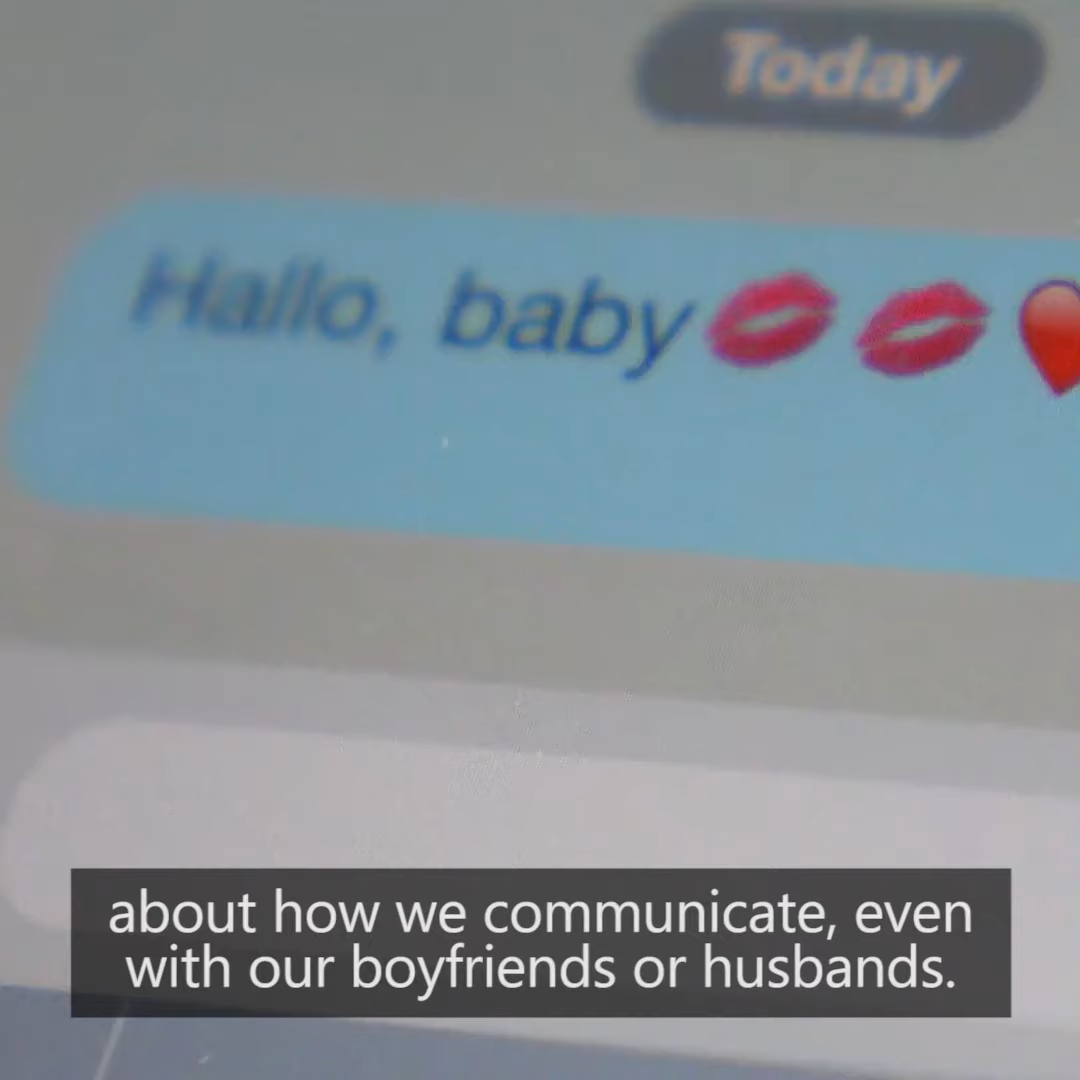 Today
Hallo, baby💋💋❤
about how we communicate, even
with our boyfriends or husbands.